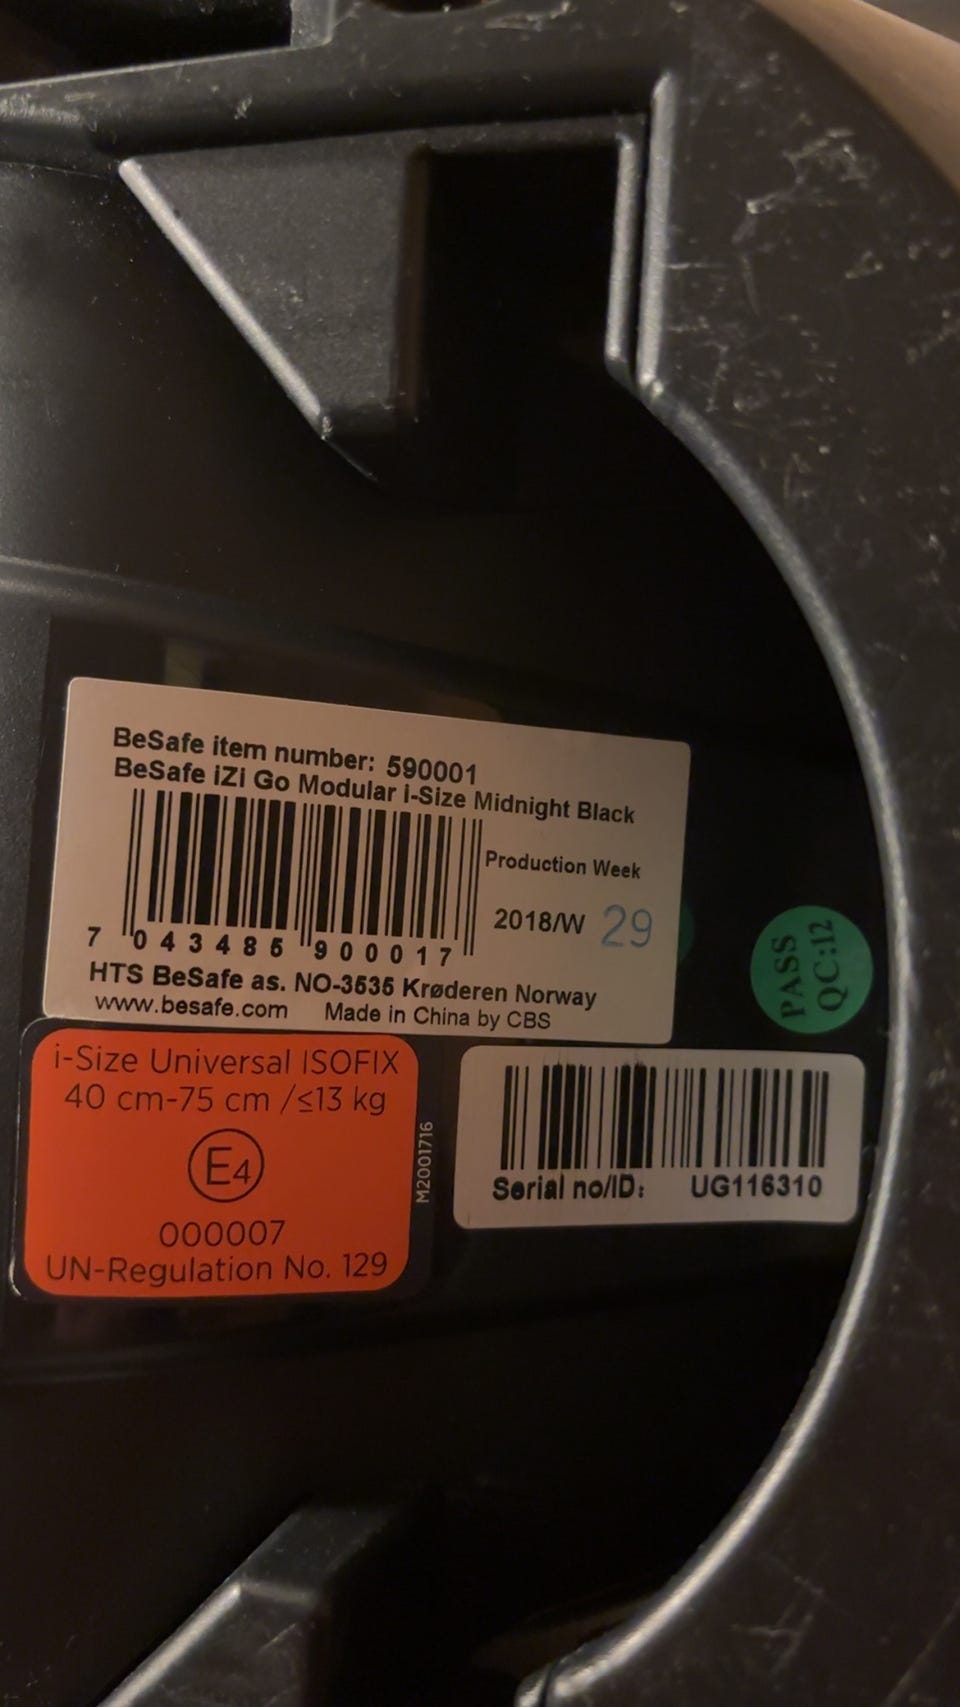 BeSafe item number: 590001
BeSafe iZi Go Modular i-Size Midnight Black
Production Week
2018/W 29
7 043485 900017
HTS BeSafe as. NO-3535 Krøderen Norway
www.besafe.com Made in China by CBS
PASS
QC:12
i-Size Universal ISOFIX
40 cm-75 cm /≤13 kg
E4
000007
UN-Regulation No. 129
M2001716
Serial no/ID: UG116310